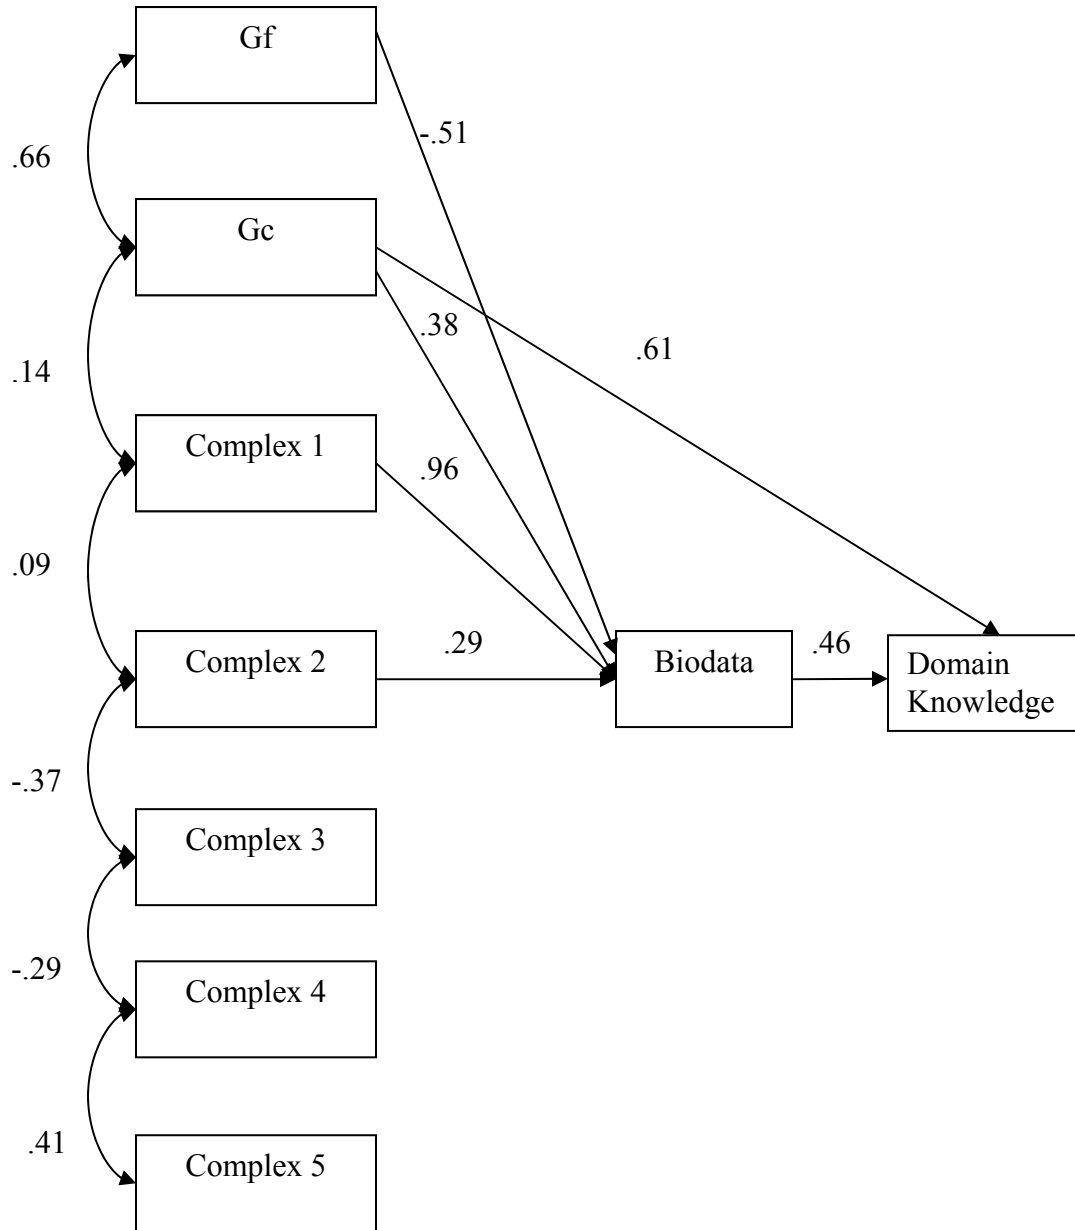 Gf
-.51
.66
Gc
.38
.61
.14
Complex 1
.96
.09
Complex 2
.29
Biodata
.46
Domain
Knowledge
-.37
Complex 3
-.29
Complex 4
.41
Complex 5